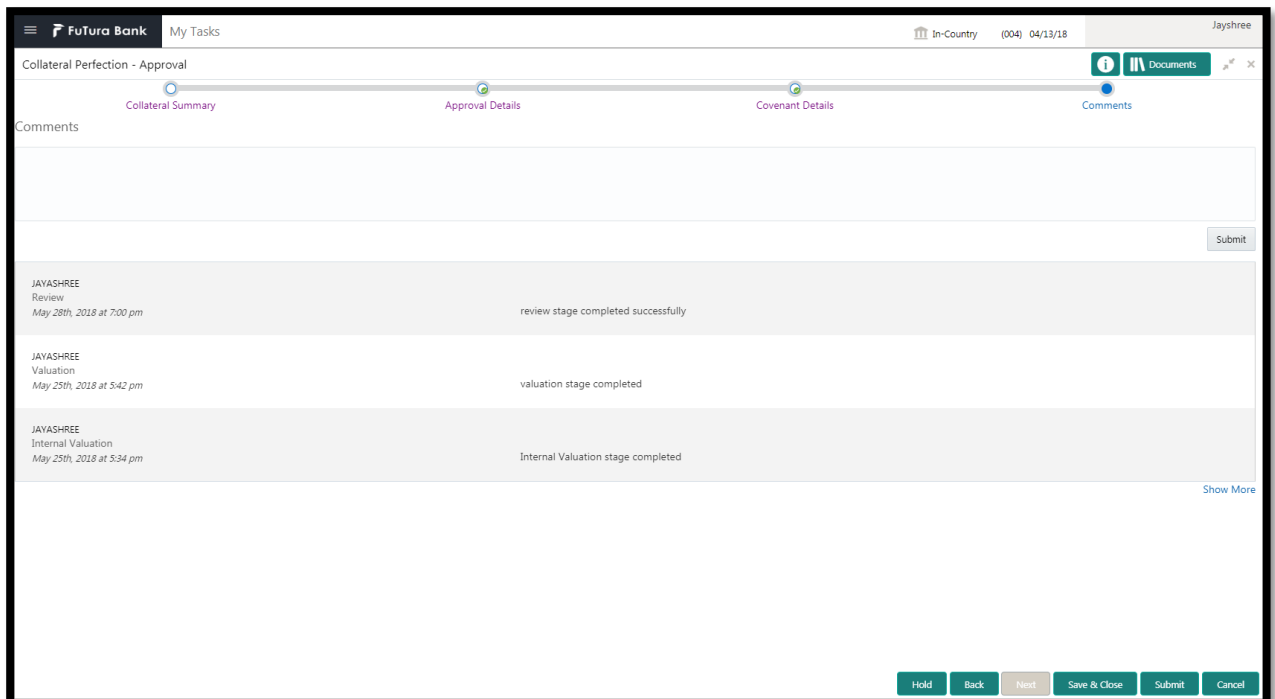 FuTura Bank My Tasks In-Country (004) 04/13/18 Jayshree
Collateral Perfection - Approval Documents
Collateral Summary Approval Details Covenant Details Comments
Comments
Submit
JAYASHREE
Review
May 28th, 2018 at 7:00 pm review stage completed successfully
JAYASHREE
Valuation
May 25th, 2018 at 5:42 pm valuation stage completed
JAYASHREE
Internal Valuation
May 25th, 2018 at 5:34 pm Internal Valuation stage completed
Show More
Hold Back Next Save & Close Submit Cancel